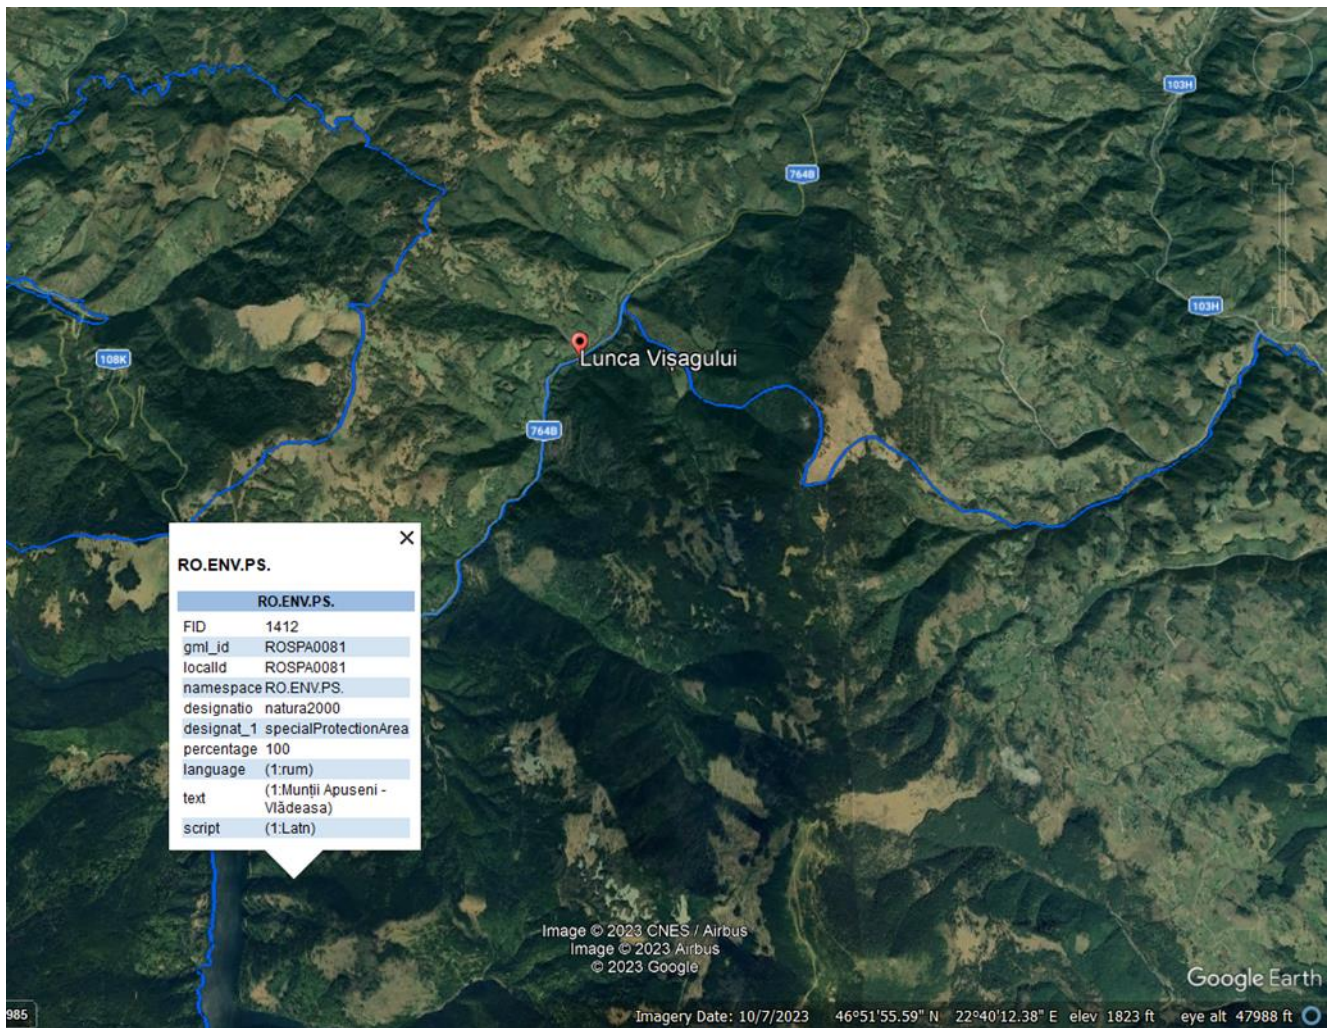 103H
764B
103H
Lunca Vișagului
108K
764B
RO.ENV.PS.
RO.ENV.PS.
FID 1412
gml_id ROSPA0081
localId ROSPA0081
namespace RO.ENV.PS.
designatio natura2000
designat_1 specialProtectionArea
percentage 100
language (1:rum)
text (1:Munții Apuseni -
Vlădeasa)
script (1:Latn)
Image © 2023 CNES / Airbus
Image © 2023 Airbus
© 2023 Google
Google Earth
985
Imagery Date: 10/7/2023 46°51'55.59" N 22°40'12.38" E elev 1823 ft eye alt 47988 ft